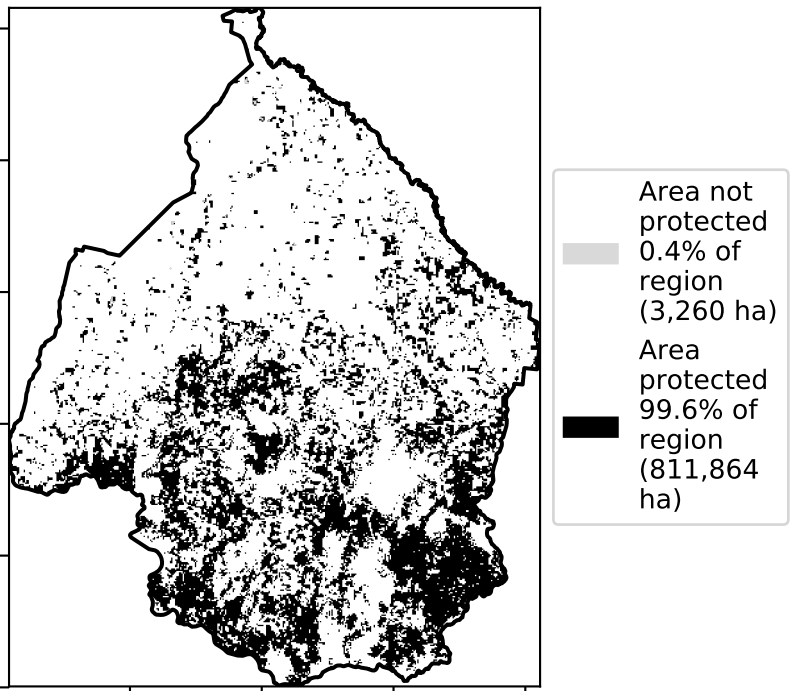 Area not
protected
0.4% of
region
(3,260 ha)
Area
protected
99.6% of
region
(811,864
ha)